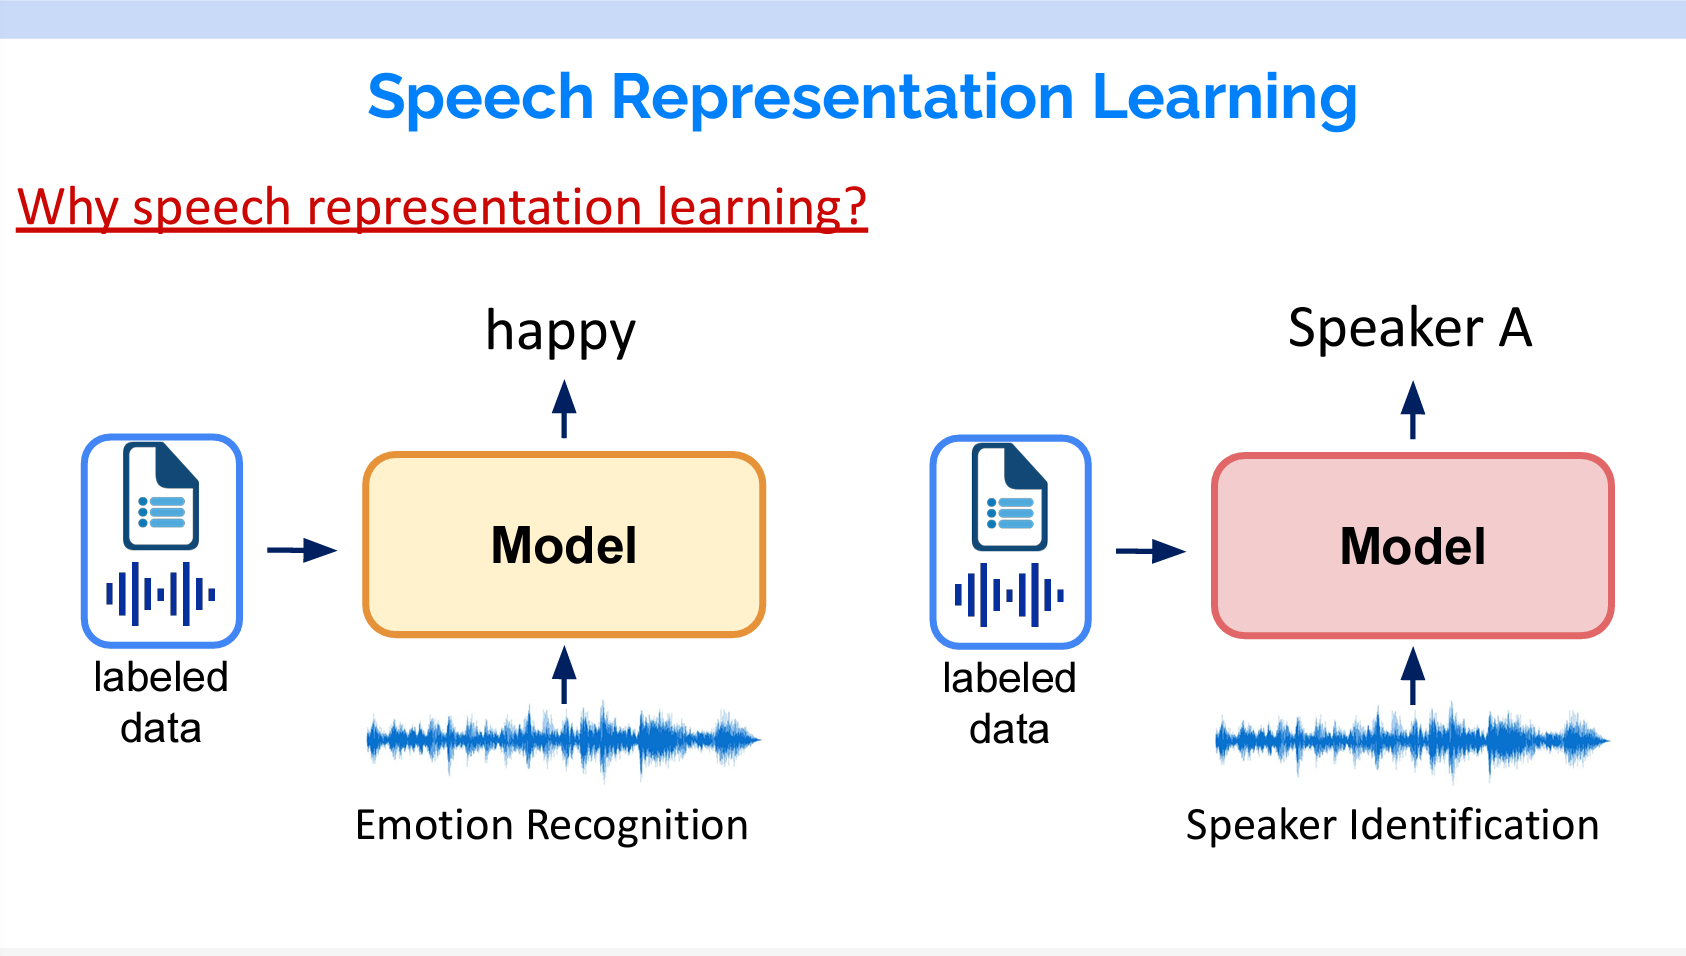 Speech Representation Learning
Why speech representation learning?
happy
Model
labeled
data
Emotion Recognition
Speaker A
Model
labeled
data
Speaker Identification